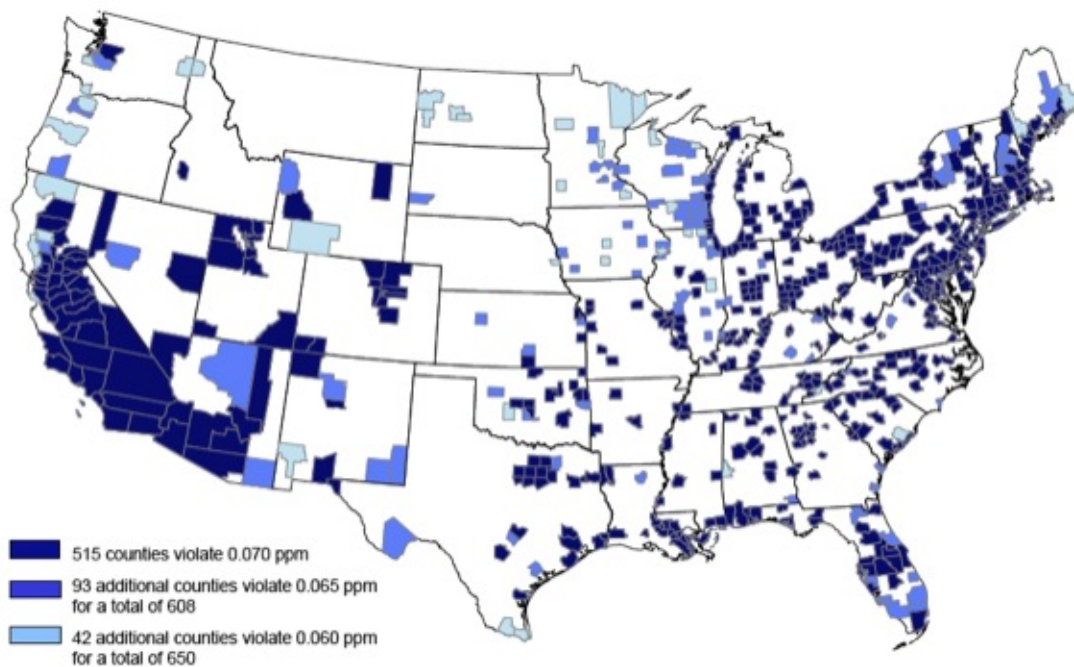 515 counties violate 0.070 ppm
93 additional counties violate 0.065 ppm
for a total of 608
42 additional counties violate 0.060 ppm
for a total of 650